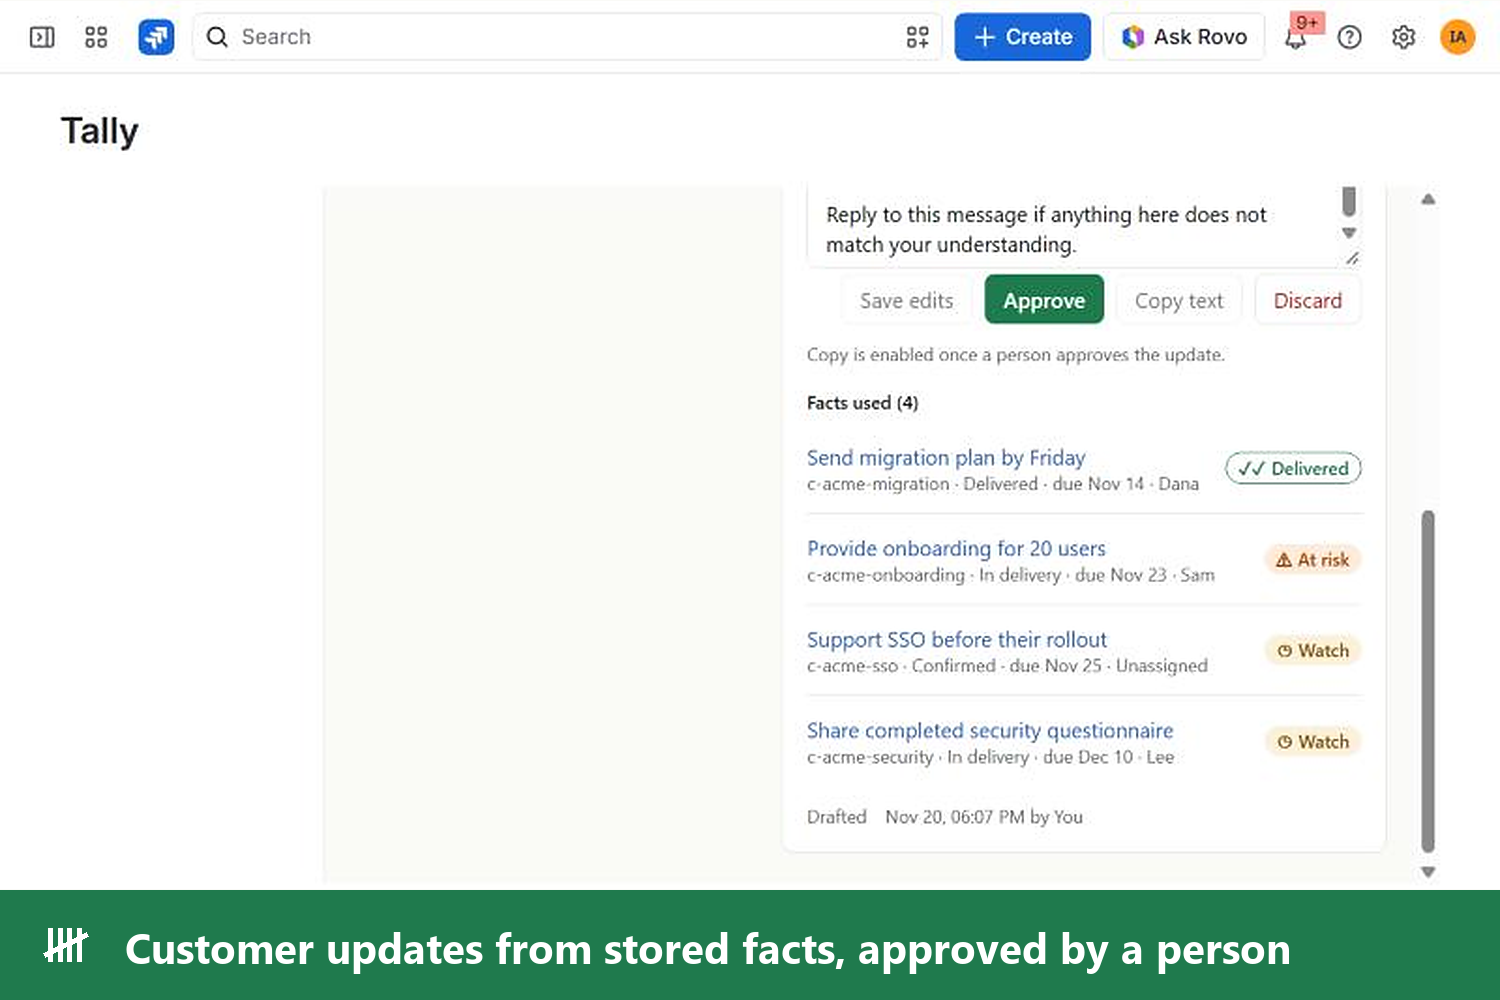 Search
Create
Ask Rovo
9+
IA
Tally
Reply to this message if anything here does not
match your understanding.
Save edits
Approve
Copy text
Discard
Copy is enabled once a person approves the update.
Facts used (4)
Send migration plan by Friday
c-acme-migration · Delivered · due Nov 14 · Dana
Delivered
Provide onboarding for 20 users
c-acme-onboarding · In delivery · due Nov 23 · Sam
At risk
Support SSO before their rollout
c-acme-sso · Confirmed · due Nov 25 · Unassigned
Watch
Share completed security questionnaire
c-acme-security · In delivery · due Dec 10 · Lee
Watch
Drafted Nov 20, 06:07 PM by You
Customer updates from stored facts, approved by a person